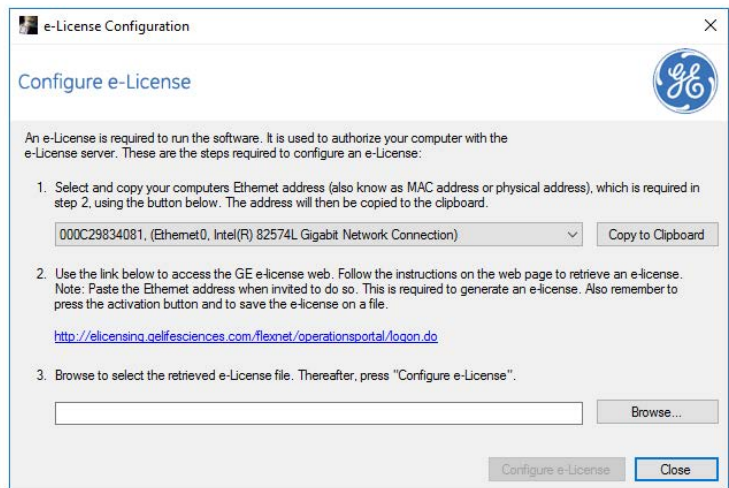 e-License Configuration
Configure e-License
GE
An e-License is required to run the software. It is used to authorize your computer with the
e-License server. These are the steps required to configure an e-License:
1. Select and copy your computers Ethernet address (also know as MAC address or physical address), which is required in
step 2, using the button below. The address will then be copied to the clipboard.
000C29834081, (Ethernet0, Intel(R) 82574L Gigabit Network Connection)
Copy to Clipboard
2. Use the link below to access the GE e-license web. Follow the instructions on the web page to retrieve an e-license.
Note: Paste the Ethernet address when invited to do so. This is required to generate an e-license. Also remember to
press the activation button and to save the e-license on a file.
http://elicensing.gelifesciences.com/flexnet/operationsportal/logon.do
3. Browse to select the retrieved e-License file. Thereafter, press "Configure e-License".
Browse...
Configure e-License
Close